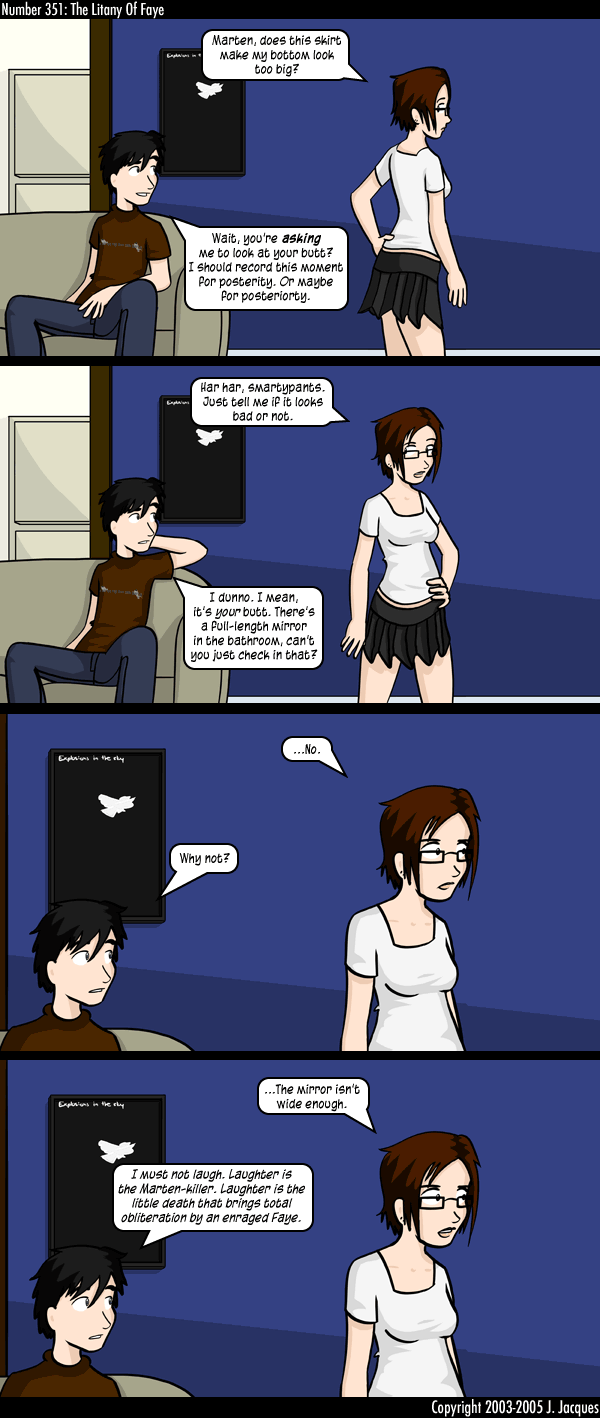 Number 351: The Litany Of Faye
Marten, does this skirt
make my bottom look
too big?
Explosions in the s
Wait, you're asking
me to look at your butt?
I should record this moment
for posterity. Or maybe
for posteriorty.
Har har, smartypants.
Just tell me if it looks
bad or not.
Explosions
I dunno. I mean,
it's your butt. There's
a full-length mirror
in the bathroom, can't
you just check in that?
...No.
Explosions in the sky
Why not?
...The mirror isn't
wide enough.
Explosions in the sky
I must not laugh. Laughter is
the Marten-killer. Laughter is the
little death that brings total
obliteration by an enraged Faye.
Copyright 2003-2005 J. Jacques